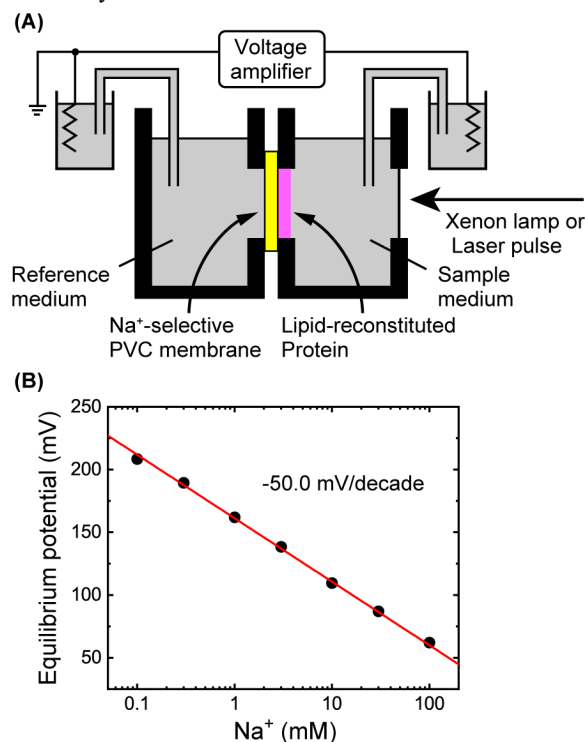 (A)
Voltage
amplifier
Xenon lamp or
Laser pulse
Reference
medium
Sample
medium
Na⁺-selective
PVC membrane
Lipid-reconstituted
Protein
(B)
Equilibrium potential (mV)
250
200
150
100
50
-50.0 mV/decade
0.1 1 10 100
Na⁺ (mM)